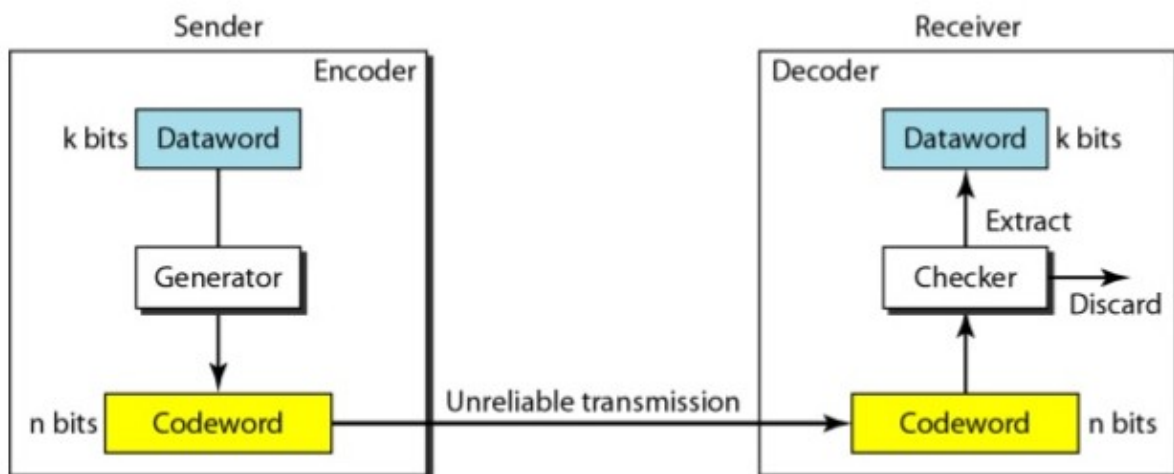 Sender
Receiver
Encoder
Decoder
k bits
Dataword
Dataword
k bits
Extract
Generator
Checker
Discard
Unreliable transmission
n bits
Codeword
Codeword
n bits